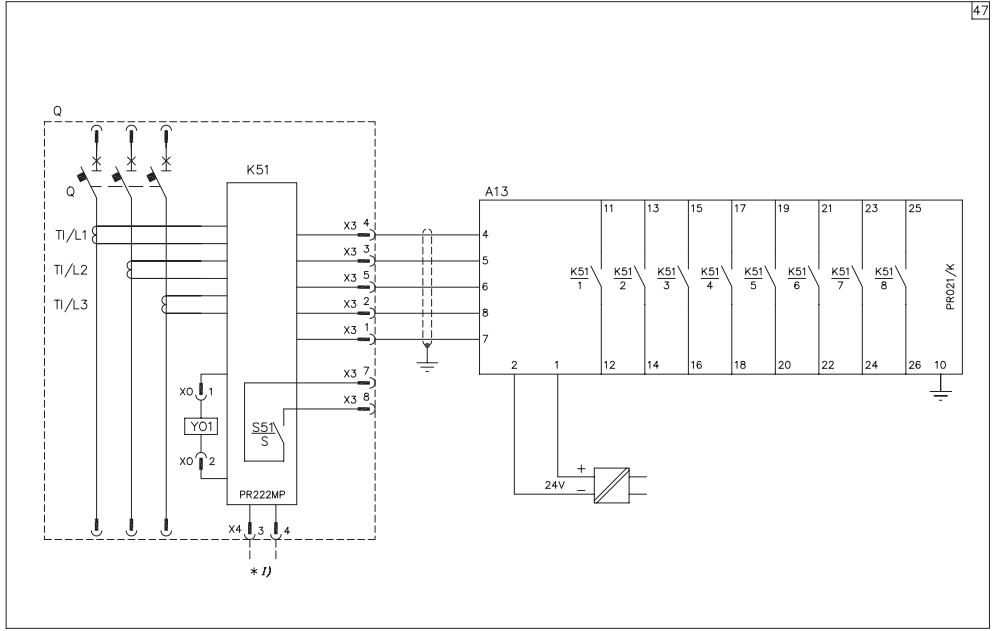 47
Q
Q
K51
TI/L1
TI/L2
TI/L3
X3 4
X3 3
X3 5
X3 2
X3 1
X3 7
X3 8
X0 1
Y01
X0 2
S51
S
PR222MP
X4 3 4
* 1)
A13
4
5
6
8
7
11 13 15 17 19 21 23 25
K51 K51 K51 K51 K51 K51 K51 K51
1 2 3 4 5 6 7 8
PR021/K
2 1 12 14 16 18 20 22 24 26 10
+
24V −